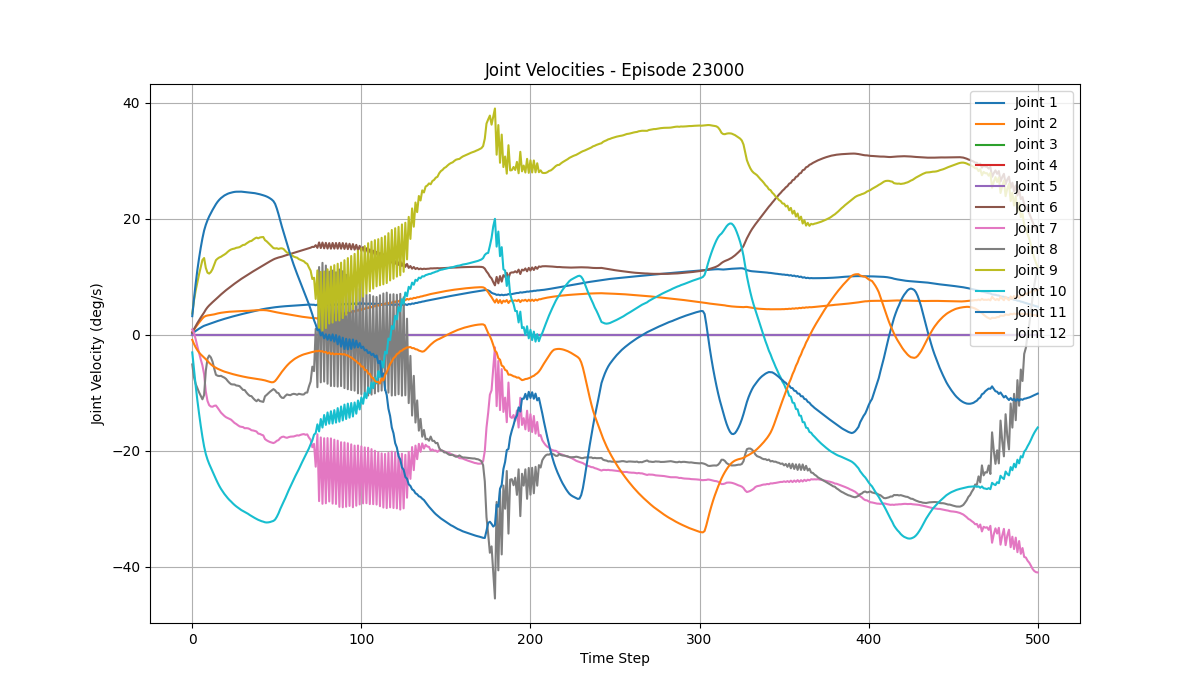 Joint Velocities - Episode 23000
Joint Velocity (deg/s)
40
20
0
−20
−40
0
100
200
300
400
500
Time Step
Joint 1
Joint 2
Joint 3
Joint 4
Joint 5
Joint 6
Joint 7
Joint 8
Joint 9
Joint 10
Joint 11
Joint 12